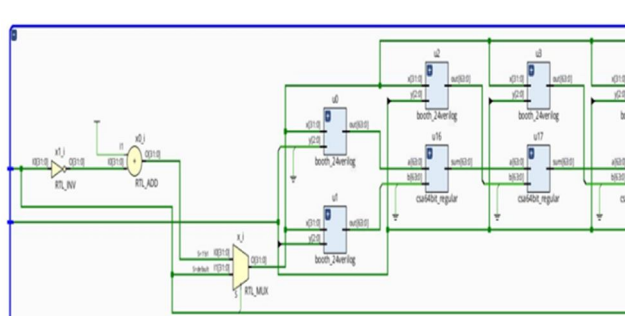 u2
u3
x[31:0]
out[63:0]
x[31:0]
out[63:0]
y[2:0]
y[2:0]
u0
booth_24verilog
booth_24verilog
x[31:0]
out[63:0]
y[2:0]
u16
u17
booth_24verilog
x1_i
x0_i
I1
O[31:0]
I0[31:0]
O[31:0]
I0[31:0]
RTL_INV
RTL_ADD
a[63:0]
sum[63:0]
a[63:0]
sum[63:0]
b[63:0]
b[63:0]
csa64bit_regular
csa64bit_regular
u1
x[31:0]
out[63:0]
y[2:0]
booth_24verilog
x_i
I0[31:0]
O[31:0]
S=default
I1[31:0]
S
RTL_MUX